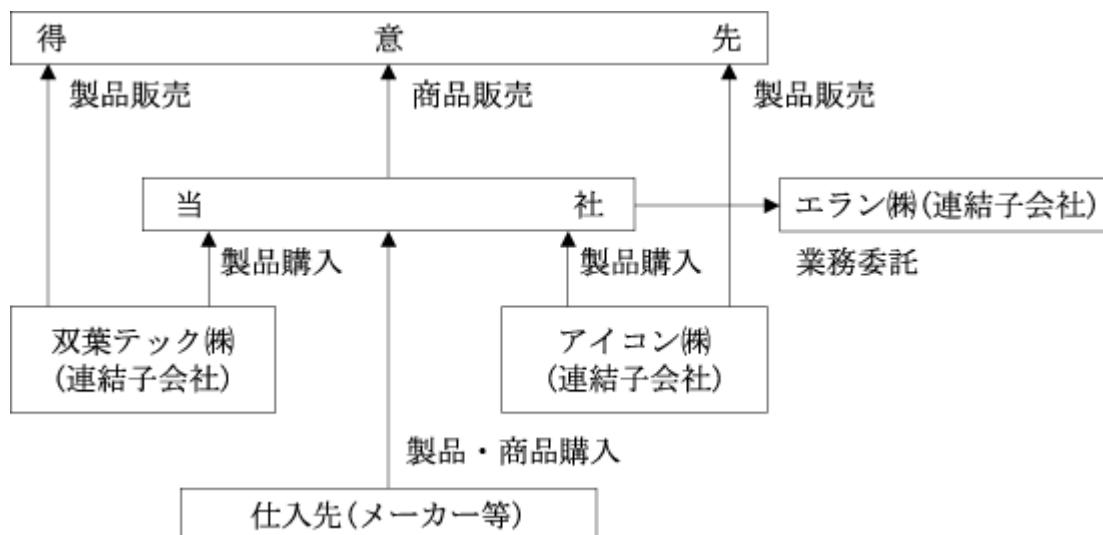 得意先
製品販売
商品販売
製品販売
当社
エラン㈱(連結子会社)
製品購入
製品購入
業務委託
双葉テック㈱
(連結子会社)
アイコン㈱
(連結子会社)
製品・商品購入
仕入先(メーカー等)